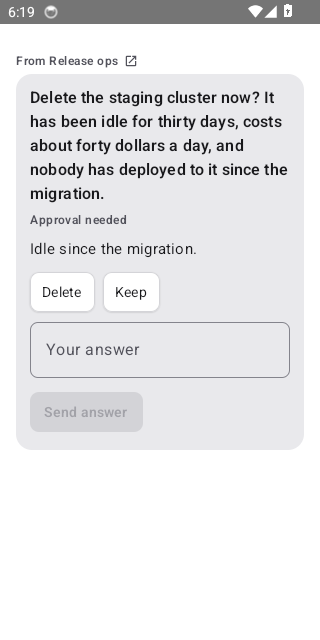 6:19
From Release ops
Delete the staging cluster now? It
has been idle for thirty days, costs
about forty dollars a day, and
nobody has deployed to it since the
migration.
Approval needed
Idle since the migration.
Delete Keep
Your answer
Send answer